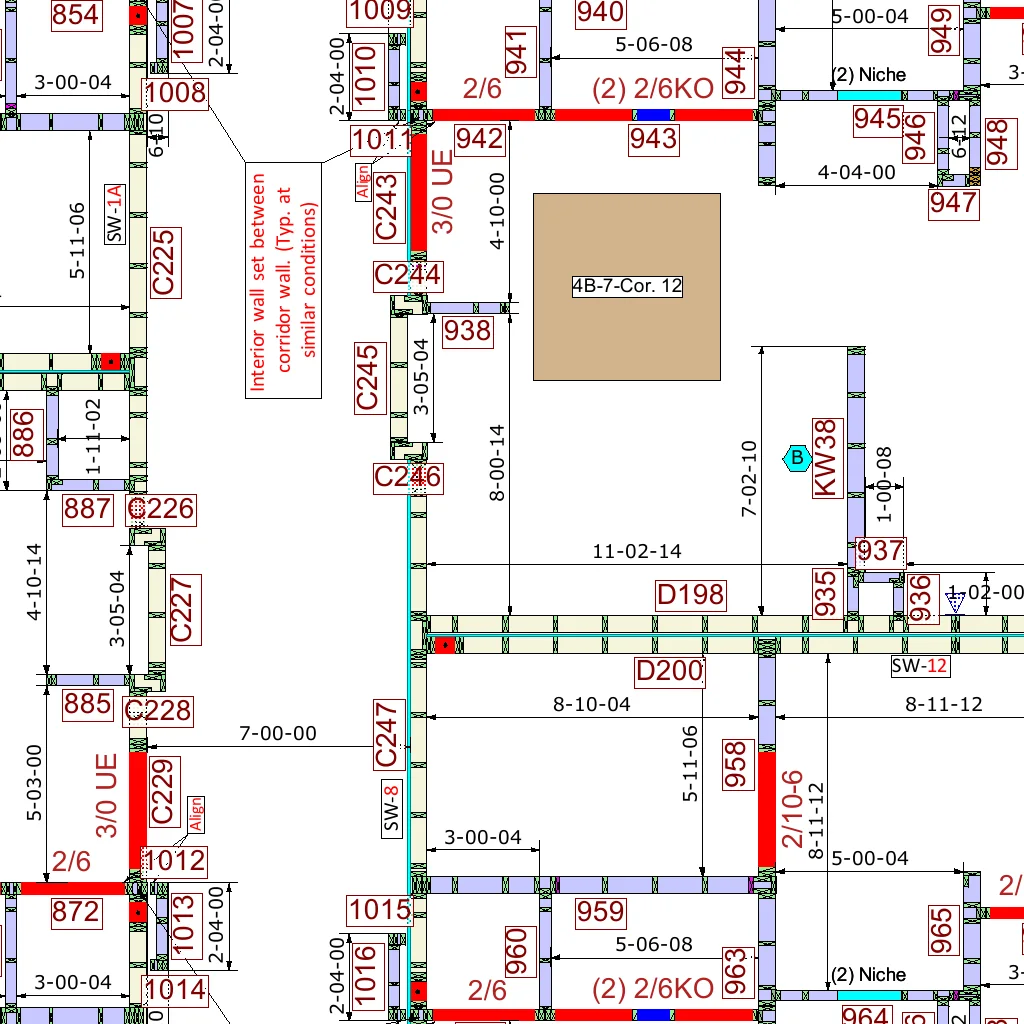 1009
940
5-00-04
949
854
1007
2-04-00
941
5-06-08
944
1010
2-04-00
3-00-04
1008
2/6
(2) 2/6KO
(2) Niche
3-
6-10
1011
942
943
945
946
6-12
948
Align
C243
3/0 UE
4-10-00
4-04-00
947
SW-1A
5-11-06
C225
Interior wall set between
corridor wall. (Typ. at
similar conditions)
C244
4B-7-Cor. 12
938
C245
3-05-04
886
1-11-02
8-00-14
7-02-10
B
KW38
1-00-08
C246
887
C226
11-02-14
937
4-10-14
3-05-04
C227
D198
935
936
1-02-00
885
C228
D200
SW-12
8-10-04
8-11-12
7-00-00
C247
5-03-00
3/0 UE
C229
Align
SW-8
5-11-06
958
2/10-6
8-11-12
3-00-04
5-00-04
2/6
1012
872
1013
2-04-00
1015
959
965
2/
960
5-06-08
963
1016
2-04-00
(2) Niche
3-
3-00-04
1014
2/6
(2) 2/6KO
964